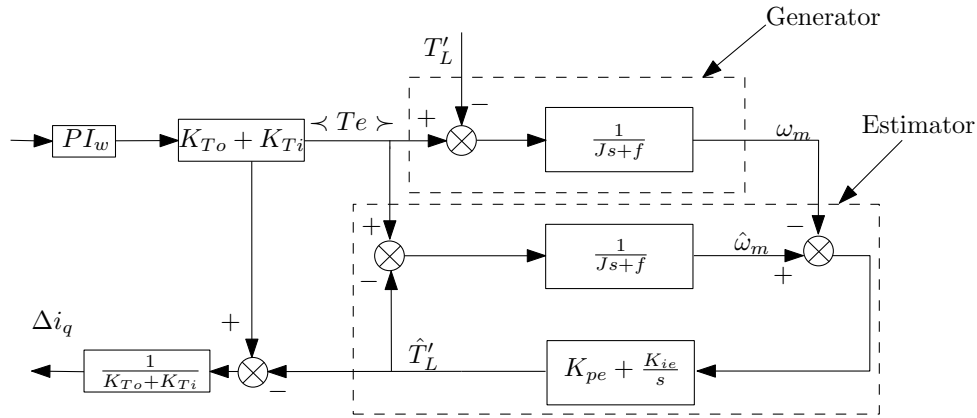 Generator
T′_L
−
Estimator
PI_w
K_{To} + K_{Ti}
≺ Te ≻
+
1/(Js+f)
ω_m
+
−
1/(Js+f)
ω̂_m
−
+
Δi_q
+
T̂′_L
1/(K_{To}+K_{Ti})
−
K_{pe} + K_{ie}/s